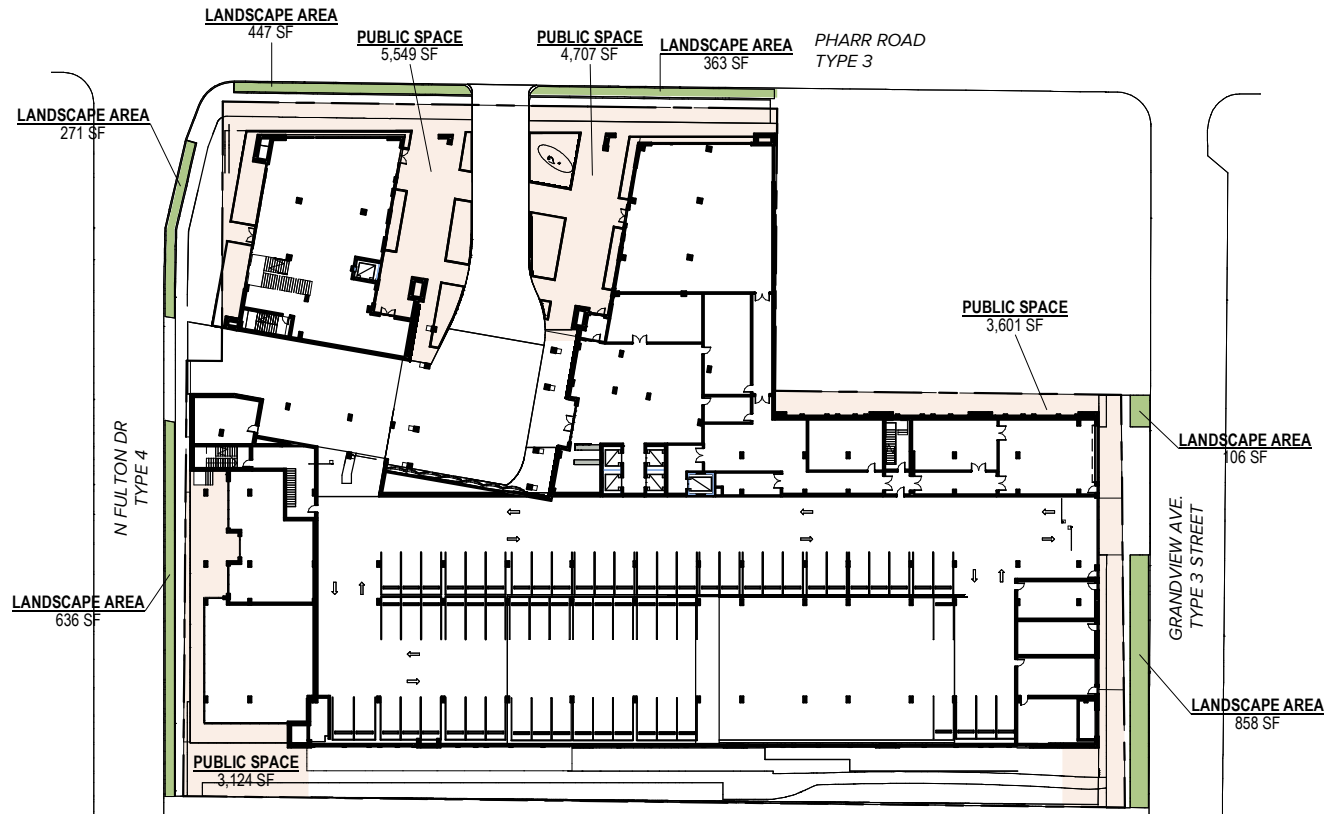 LANDSCAPE AREA
447 SF
PUBLIC SPACE
5,549 SF
PUBLIC SPACE
4,707 SF
LANDSCAPE AREA
363 SF
PHARR ROAD
TYPE 3
LANDSCAPE AREA
271 SF
PUBLIC SPACE
3,601 SF
LANDSCAPE AREA
106 SF
N FULTON DR
TYPE 4
GRANDVIEW AVE.
TYPE 3 STREET
LANDSCAPE AREA
636 SF
LANDSCAPE AREA
858 SF
PUBLIC SPACE
3,124 SF